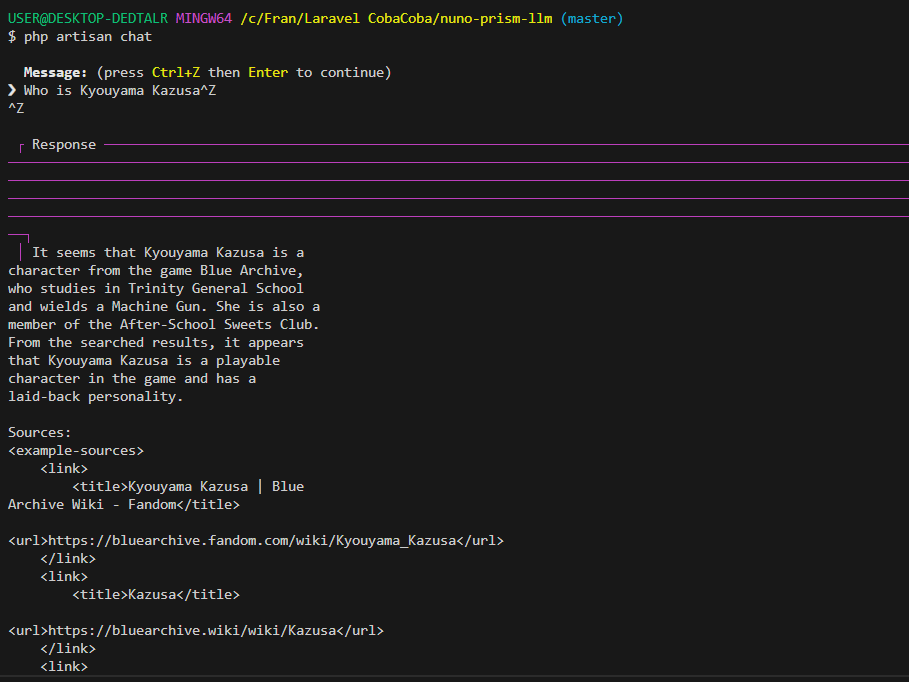 USER@DESKTOP-DEDTALR MINGW64 /c/Fran/Laravel CobaCoba/nuno-prism-llm (master)
$ php artisan chat
Message: (press Ctrl+Z then Enter to continue)
❯ Who is Kyouyama Kazusa^Z
^Z
Response
It seems that Kyouyama Kazusa is a
character from the game Blue Archive,
who studies in Trinity General School
and wields a Machine Gun. She is also a
member of the After-School Sweets Club.
From the searched results, it appears
that Kyouyama Kazusa is a playable
character in the game and has a
laid-back personality.
Sources:
<example-sources>
<link>
<title>Kyouyama Kazusa | Blue
Archive Wiki - Fandom</title>
<url>https://bluearchive.fandom.com/wiki/Kyouyama_Kazusa</url>
</link>
<link>
<title>Kazusa</title>
<url>https://bluearchive.wiki/wiki/Kazusa</url>
</link>
<link>